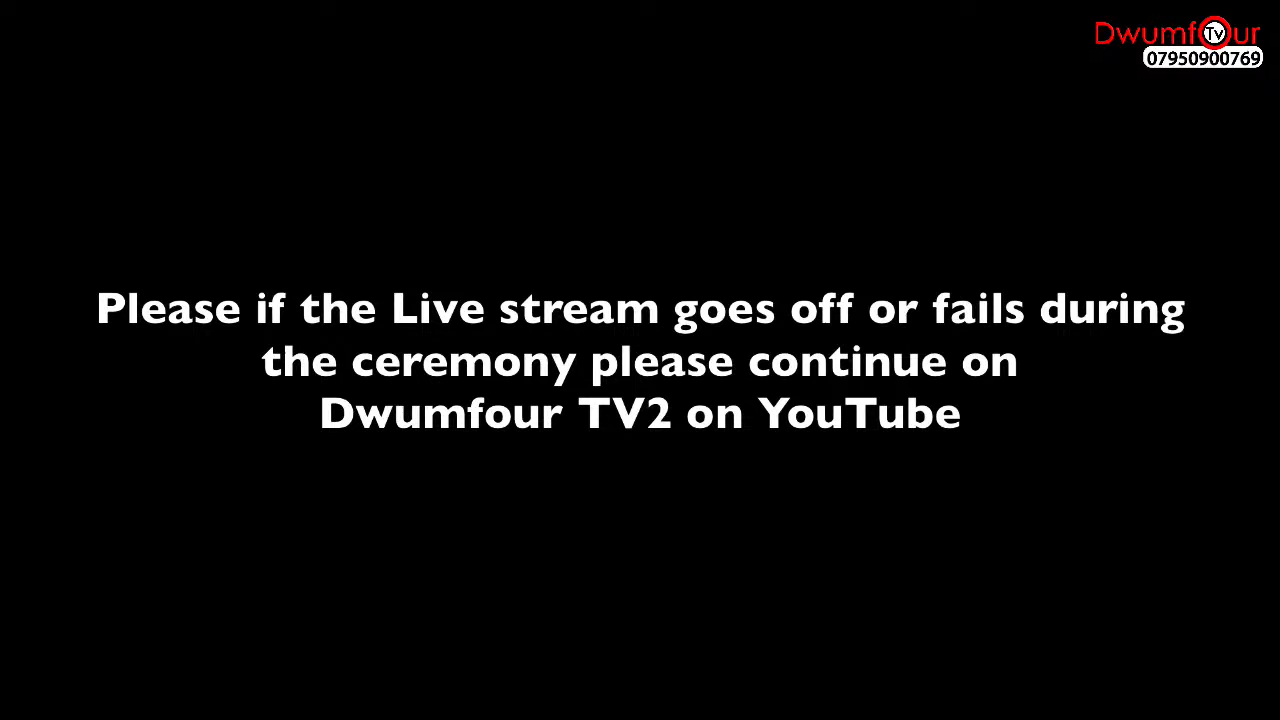 Dwumfour Tv
07950900769
Please if the Live stream goes off or fails during
the ceremony please continue on
Dwumfour TV2 on YouTube